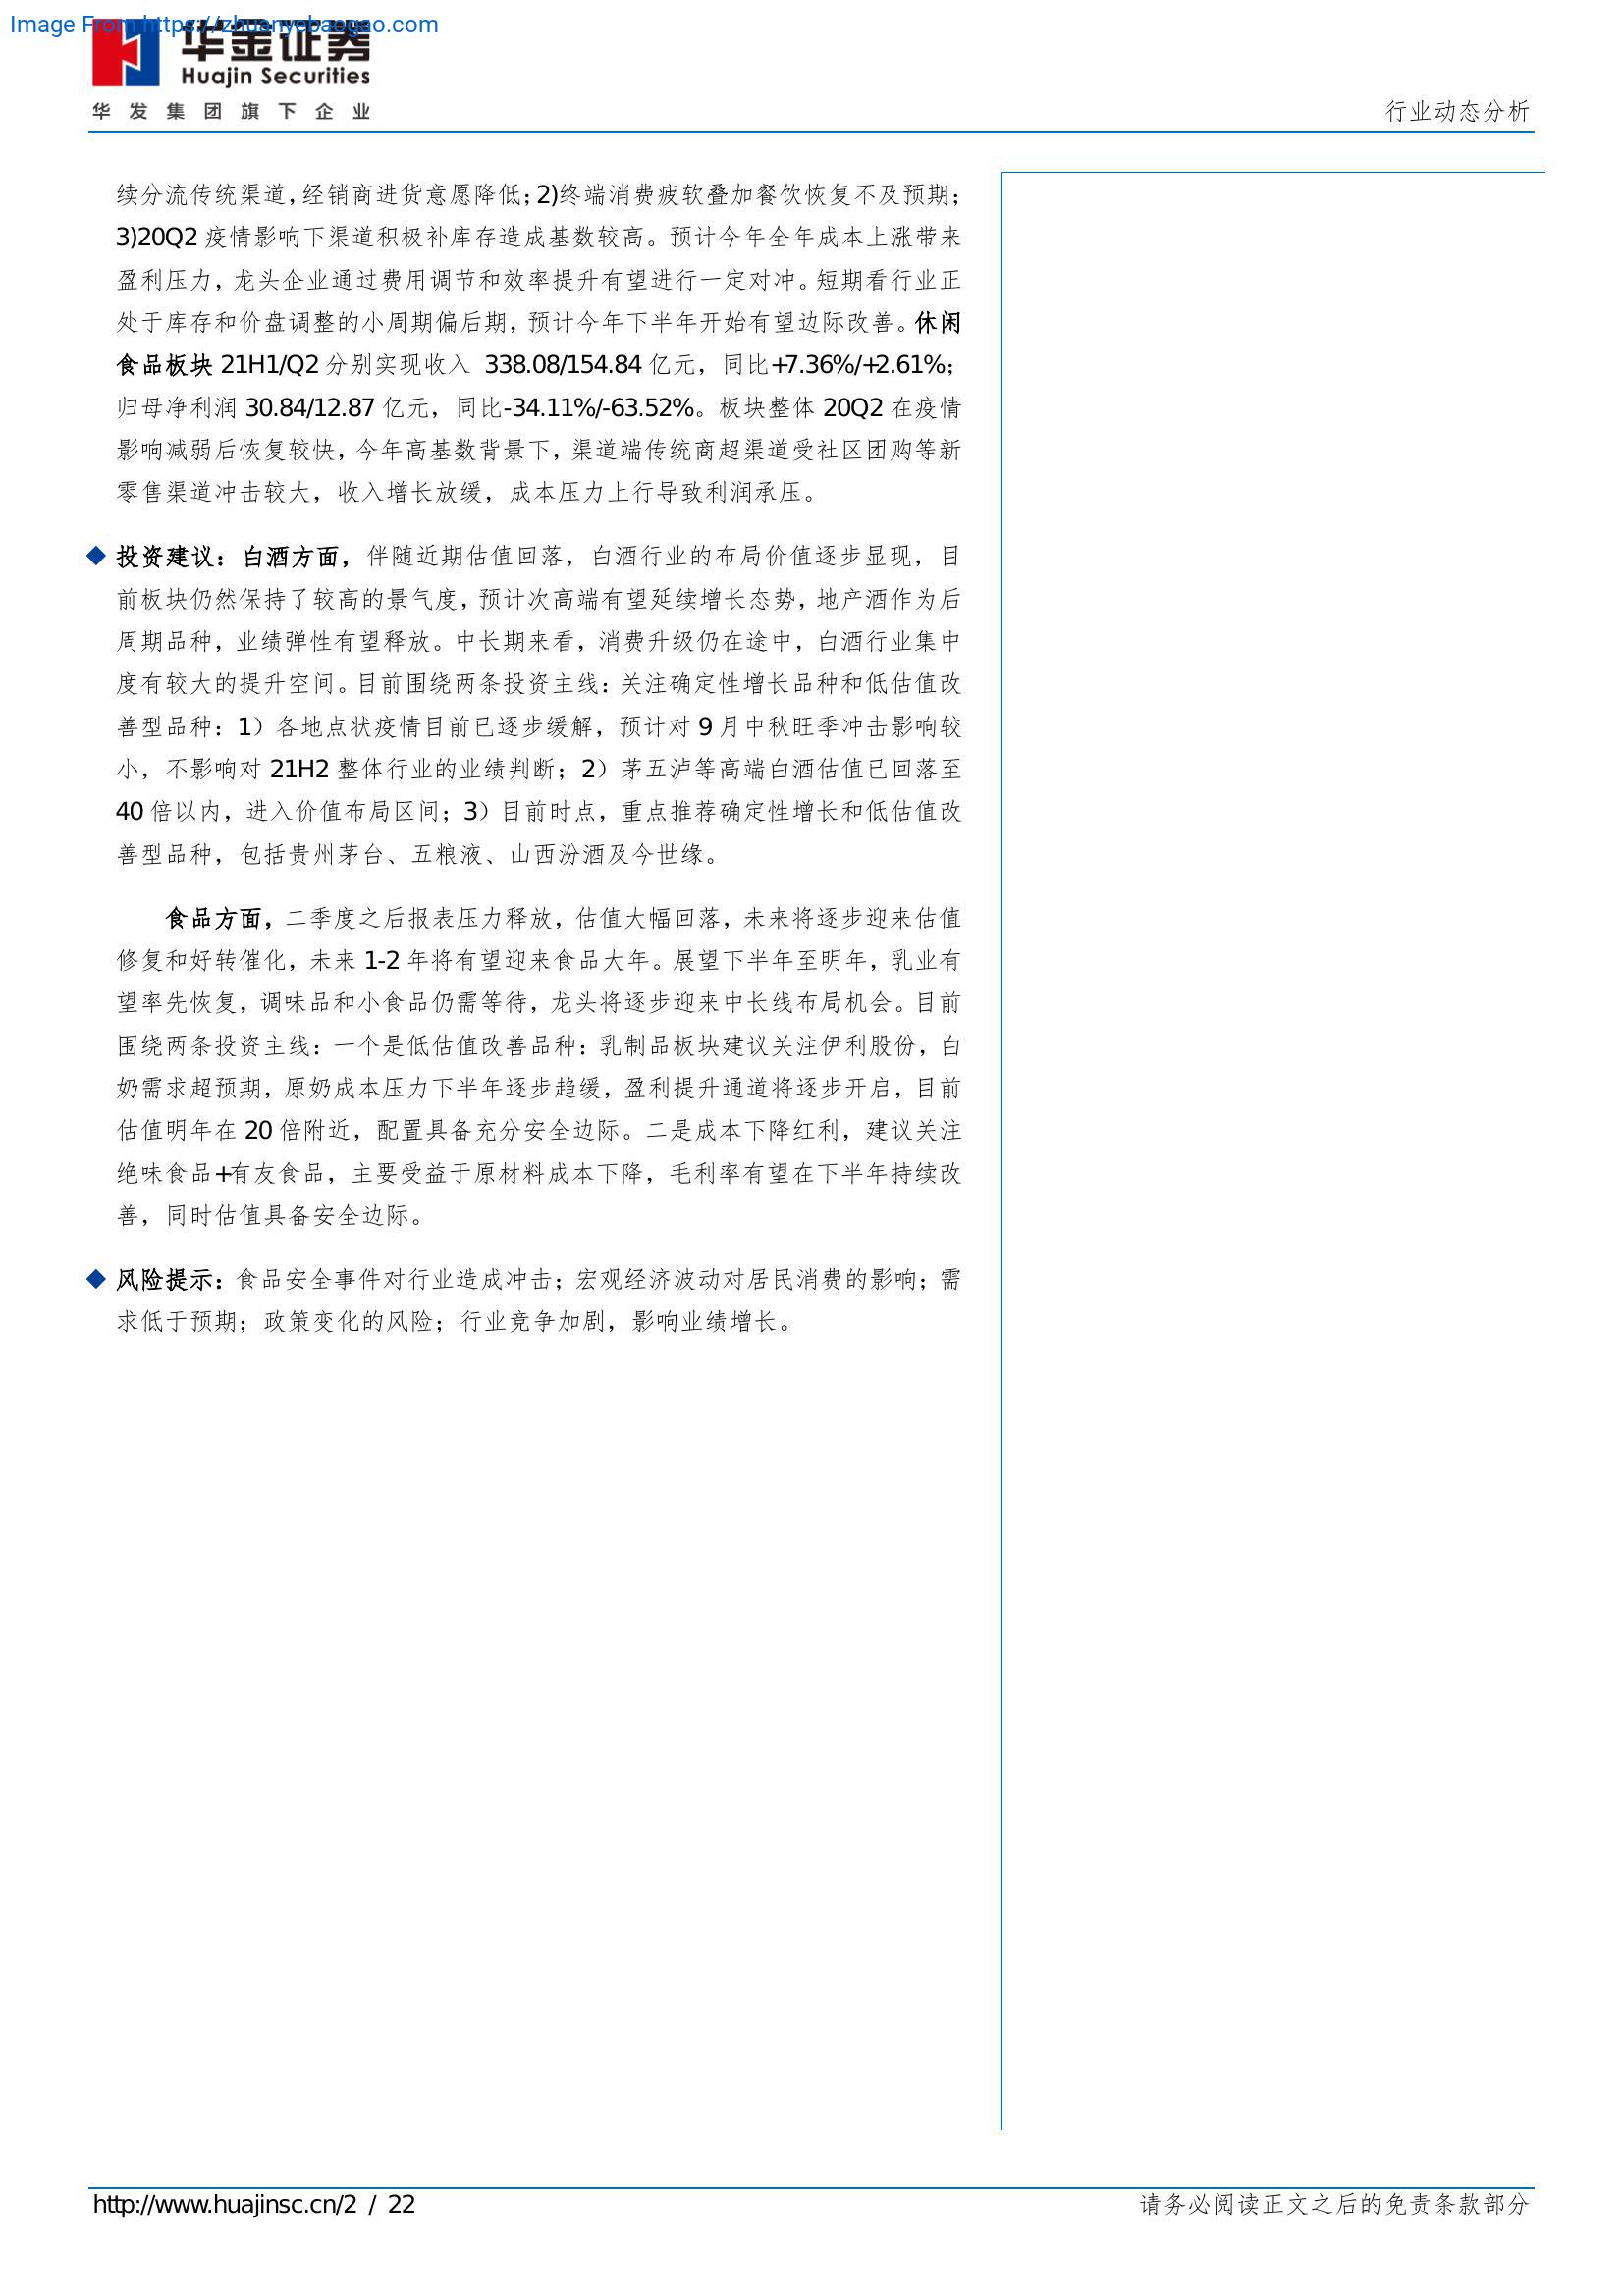 Image From https://zhuanyebaogao.com
华金证券
Huajin Securities
华发集团旗下企业
行业动态分析
续分流传统渠道，经销商进货意愿降低；2)终端消费疲软叠加餐饮恢复不及预期；
3)20Q2 疫情影响下渠道积极补库存造成基数较高。预计今年全年成本上涨带来
盈利压力，龙头企业通过费用调节和效率提升有望进行一定对冲。短期看行业正
处于库存和价盘调整的小周期偏后期，预计今年下半年开始有望边际改善。休闲
食品板块 21H1/Q2 分别实现收入 338.08/154.84 亿元，同比+7.36%/+2.61%；
归母净利润 30.84/12.87 亿元，同比-34.11%/-63.52%。板块整体 20Q2 在疫情
影响减弱后恢复较快，今年高基数背景下，渠道端传统商超渠道受社区团购等新
零售渠道冲击较大，收入增长放缓，成本压力上行导致利润承压。
◆ 投资建议：白酒方面，伴随近期估值回落，白酒行业的布局价值逐步显现，目
前板块仍然保持了较高的景气度，预计次高端有望延续增长态势，地产酒作为后
周期品种，业绩弹性有望释放。中长期来看，消费升级仍在途中，白酒行业集中
度有较大的提升空间。目前围绕两条投资主线：关注确定性增长品种和低估值改
善型品种：1）各地点状疫情目前已逐步缓解，预计对 9 月中秋旺季冲击影响较
小，不影响对 21H2 整体行业的业绩判断；2）茅五泸等高端白酒估值已回落至
40 倍以内，进入价值布局区间；3）目前时点，重点推荐确定性增长和低估值改
善型品种，包括贵州茅台、五粮液、山西汾酒及今世缘。
食品方面，二季度之后报表压力释放，估值大幅回落，未来将逐步迎来估值
修复和好转催化，未来 1-2 年将有望迎来食品大年。展望下半年至明年，乳业有
望率先恢复，调味品和小食品仍需等待，龙头将逐步迎来中长线布局机会。目前
围绕两条投资主线：一个是低估值改善品种：乳制品板块建议关注伊利股份，白
奶需求超预期，原奶成本压力下半年逐步趋缓，盈利提升通道将逐步开启，目前
估值明年在 20 倍附近，配置具备充分安全边际。二是成本下降红利，建议关注
绝味食品+有友食品，主要受益于原材料成本下降，毛利率有望在下半年持续改
善，同时估值具备安全边际。
◆ 风险提示：食品安全事件对行业造成冲击；宏观经济波动对居民消费的影响；需
求低于预期；政策变化的风险；行业竞争加剧，影响业绩增长。
http://www.huajinsc.cn/2 / 22
请务必阅读正文之后的免责条款部分